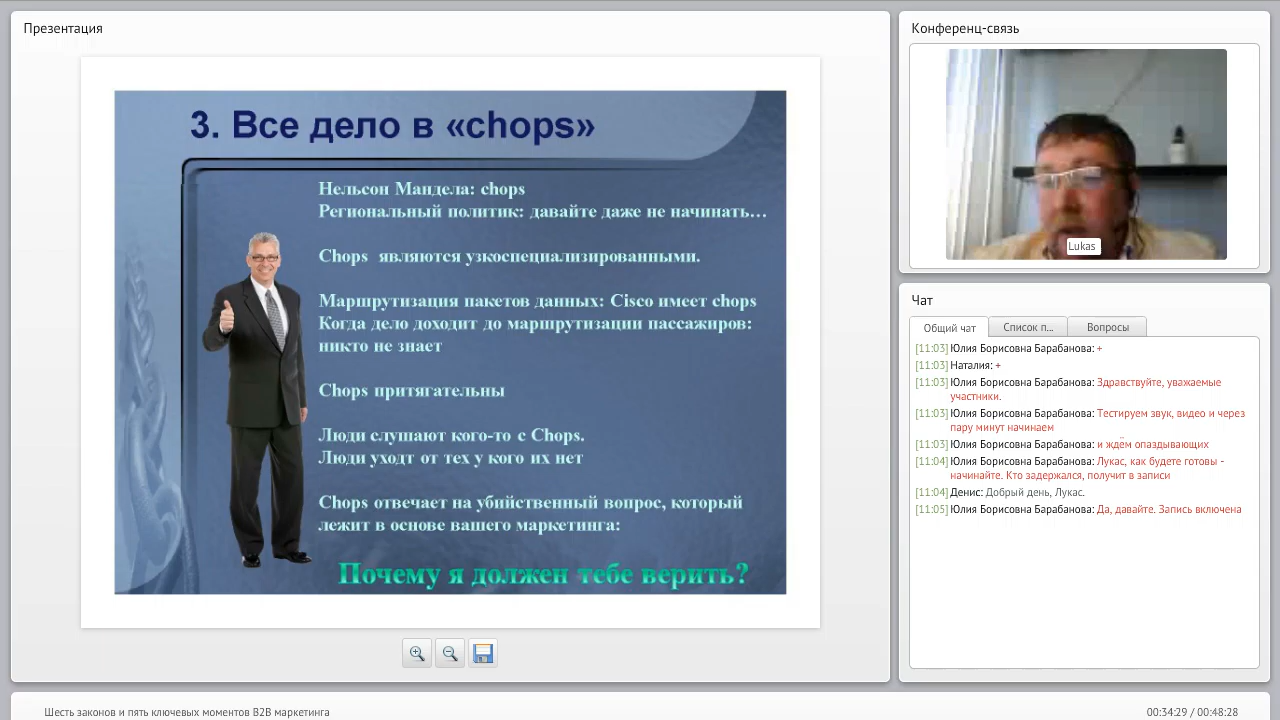 Презентация
3. Все дело в «chops»
Нельсон Мандела: chops
Региональный политик: давайте даже не начинать…
Chops являются узкоспециализированными.
Маршрутизация пакетов данных: Cisco имеет chops
Когда дело доходит до маршрутизации пассажиров:
никто не знает
Chops притягательны
Люди слушают кого-то с Chops.
Люди уходт от тех у кого их нет
Chops отвечает на убийственный вопрос, который
лежит в основе вашего маркетинга:
Почему я должен тебе верить?
Конференц-связь
Lukas
Чат
Общий чат
Список п...
Вопросы
[11:03] Юлия Борисовна Барабанова: +
[11:03] Наталия: +
[11:03] Юлия Борисовна Барабанова: Здравствуйте, уважаемые
участники.
[11:03] Юлия Борисовна Барабанова: Тестируем звук, видео и через
пару минут начинаем
[11:03] Юлия Борисовна Барабанова: и ждём опаздывающих
[11:04] Юлия Борисовна Барабанова: Лукас, как будете готовы -
начинайте. Кто задержался, получит в записи
[11:04] Денис: Добрый день, Лукас.
[11:05] Юлия Борисовна Барабанова: Да, давайте. Запись включена
Шесть законов и пять ключевых моментов B2B маркетинга
00:34:29 / 00:48:28